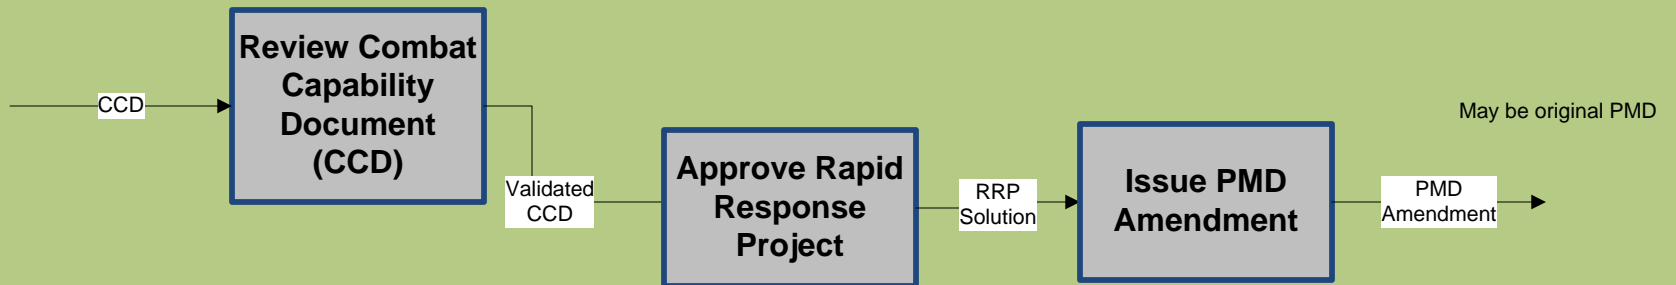 CCD
Review Combat
Capability
Document
(CCD)
Validated
CCD
Approve Rapid
Response
Project
RRP
Solution
Issue PMD
Amendment
May be original PMD
PMD
Amendment